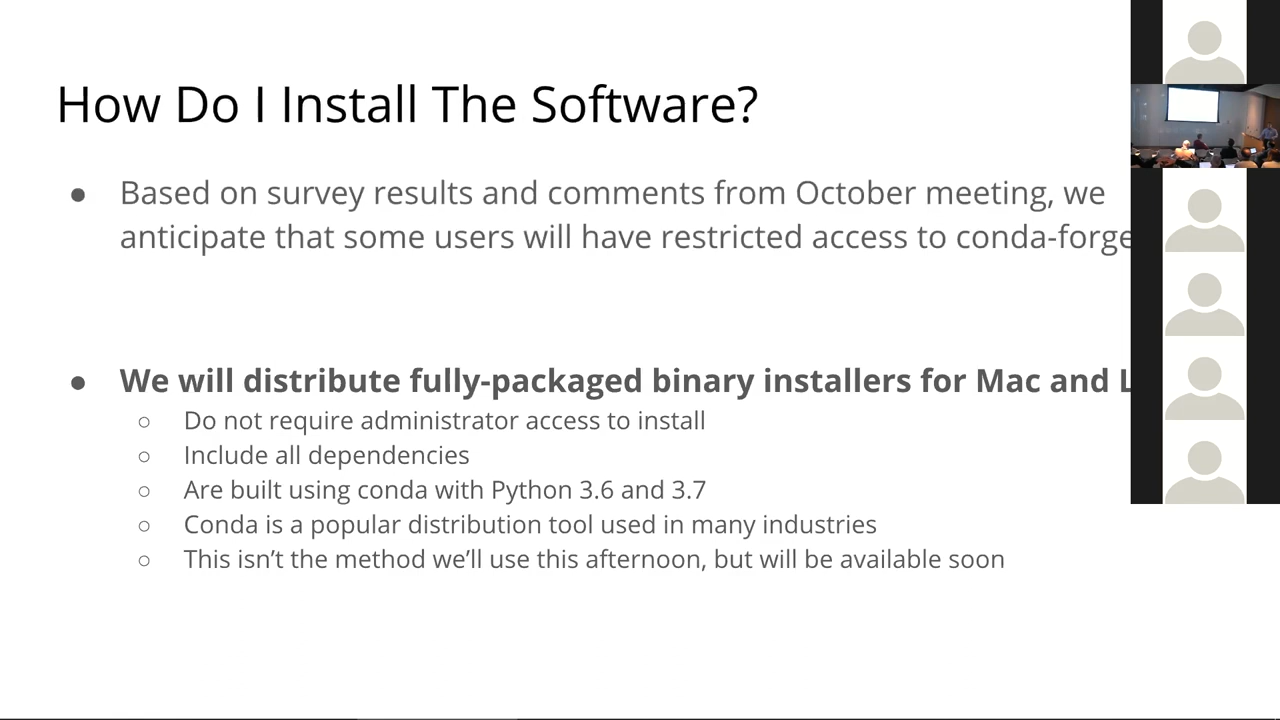 How Do I Install The Software?
● Based on survey results and comments from October meeting, we
anticipate that some users will have restricted access to conda-forge
● We will distribute fully-packaged binary installers for Mac and L
○ Do not require administrator access to install
○ Include all dependencies
○ Are built using conda with Python 3.6 and 3.7
○ Conda is a popular distribution tool used in many industries
○ This isn’t the method we’ll use this afternoon, but will be available soon